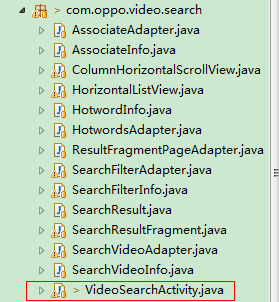 > com.oppo.video.search
AssociateAdapter.java
AssociateInfo.java
ColumnHorizontalScrollView.java
HorizontalListView.java
HotwordInfo.java
HotwordsAdapter.java
ResultFragmentPageAdapter.java
SearchFilterAdapter.java
SearchFilterInfo.java
SearchResult.java
SearchResultFragment.java
SearchVideoAdapter.java
SearchVideoInfo.java
> VideoSearchActivity.java